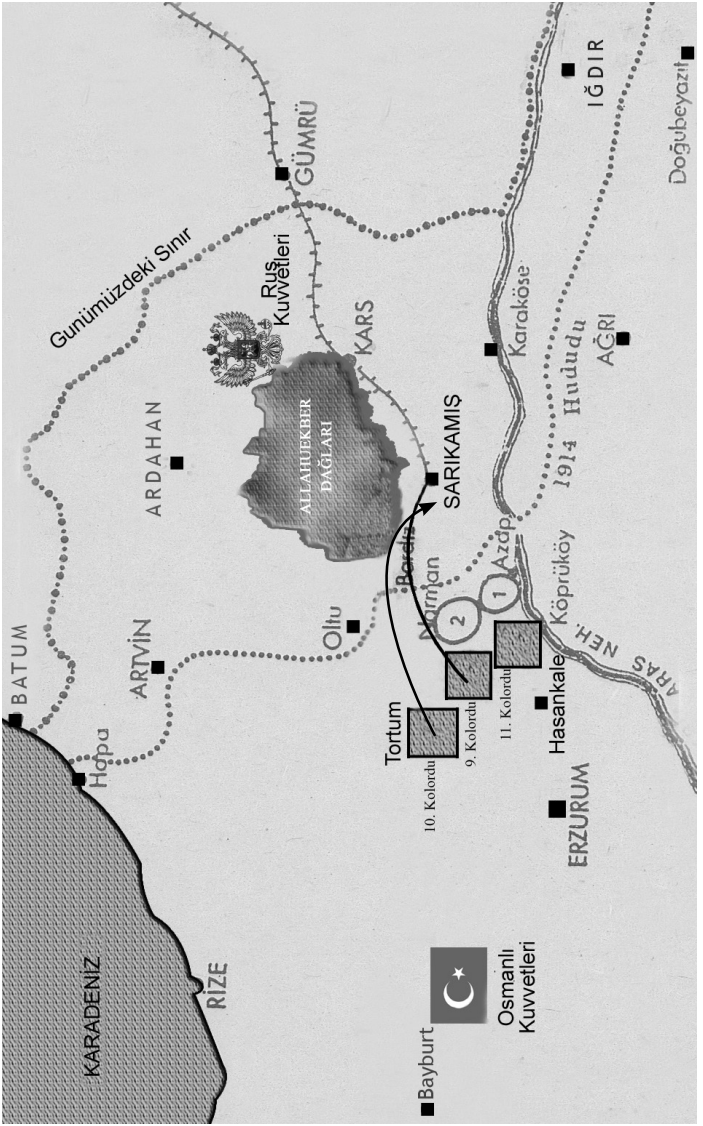 BATUM
KARADENİZ
Hopa
Gunümüzdeki Sınır
ARTVİN
ARDAHAN
RİZE
Rus
Kuvvetleri
GÜMRÜ
ALLAHUEKBER
DAĞLARI
Oltu
KARS
Tortum
Bardız
10. Kolordu
Narman
Bayburt
SARIKAMIŞ
2
9. Kolordu
1
Azap
11. Kolordu
Osmanlı
Kuvvetleri
Karaköse
Hasankale
Köprüköy
1914 Hududu
ERZURUM
IĞDIR
AĞRI
ARAS NEH.
Doğubeyazıt